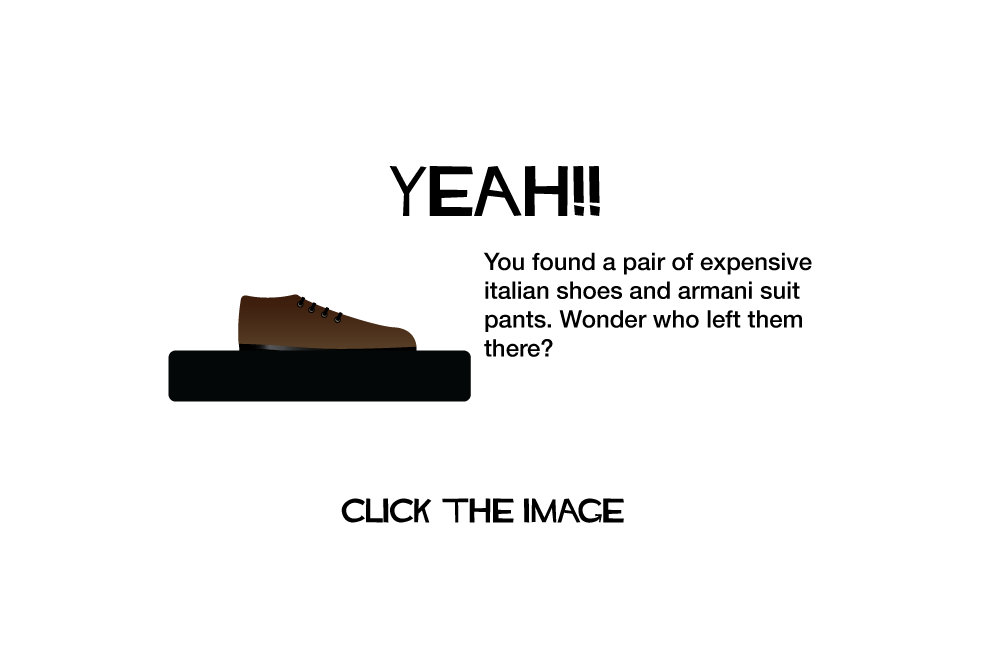 YEAH!!
You found a pair of expensive
italian shoes and armani suit
pants. Wonder who left them
there?
CLICK THE IMAGE